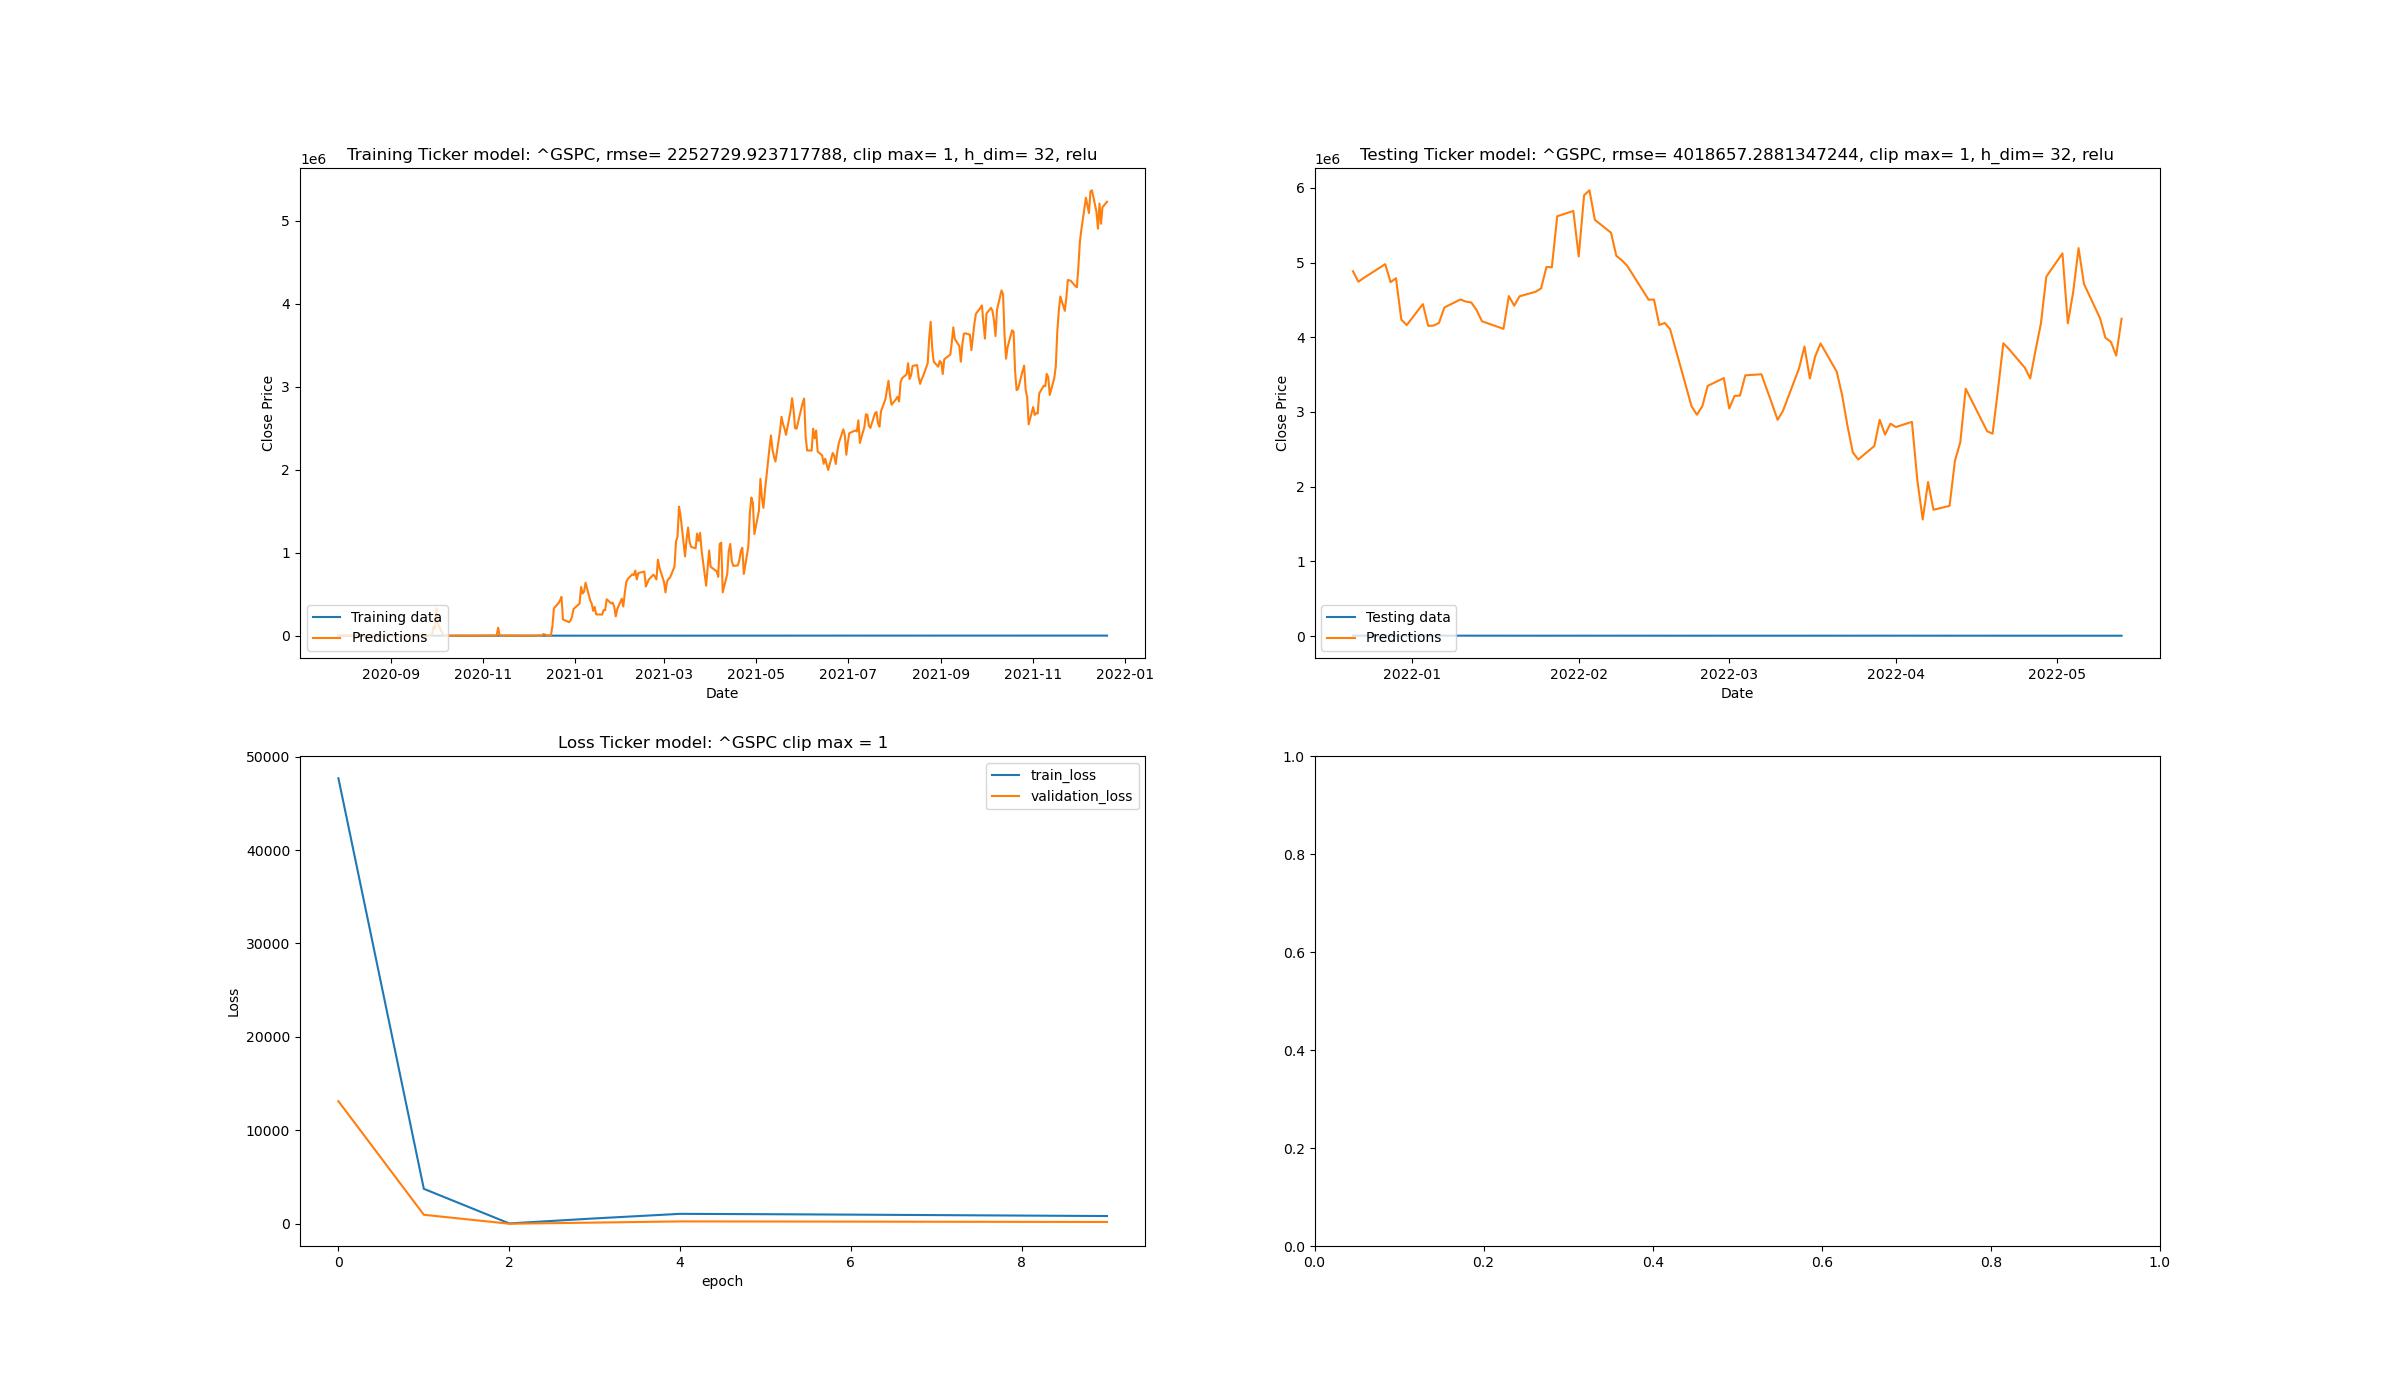 Training Ticker model: ^GSPC, rmse= 2252729.923717788, clip max= 1, h_dim= 32, relu
1e6
5
4
3
2
1
0
Close Price
Training data
Predictions
2020-09 2020-11 2021-01 2021-03 2021-05 2021-07 2021-09 2021-11 2022-01
Date
Testing Ticker model: ^GSPC, rmse= 4018657.2881347244, clip max= 1, h_dim= 32, relu
1e6
6
5
4
3
2
1
0
Close Price
Testing data
Predictions
2022-01 2022-02 2022-03 2022-04 2022-05
Date
Loss Ticker model: ^GSPC clip max = 1
50000
40000
30000
20000
10000
0
Loss
train_loss
validation_loss
0 2 4 6 8
epoch
1.0
0.8
0.6
0.4
0.2
0.0
0.0 0.2 0.4 0.6 0.8 1.0